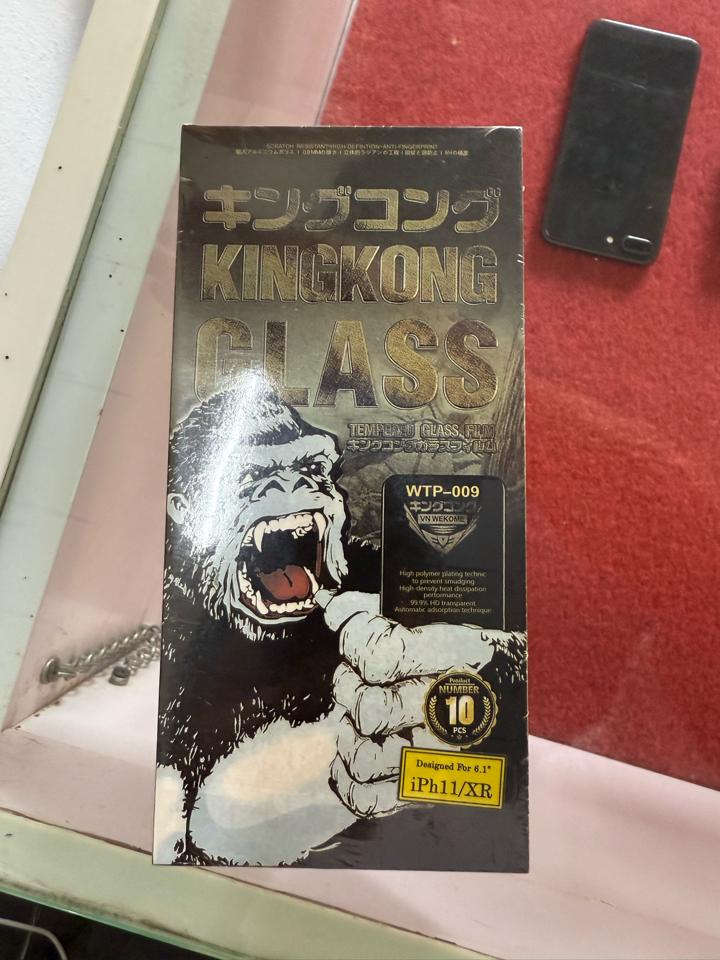 SCRATCH RESISTANT·HIGH-DEFINTION·ANTI-FINGERPRINT
キングコング
KINGKONG
GLASS
TEMPERED GLASS FILM
キングコングガラスフィルム
WTP-009
キングコング
VN WEKOME
High polymer plating technic
to prevent smudging
High-density heat dissipation
performance
99.9% HD transparent
Automatic adsorption technique
Product
NUMBER
10
PCS
Designed For 6.1"
iPh11/XR